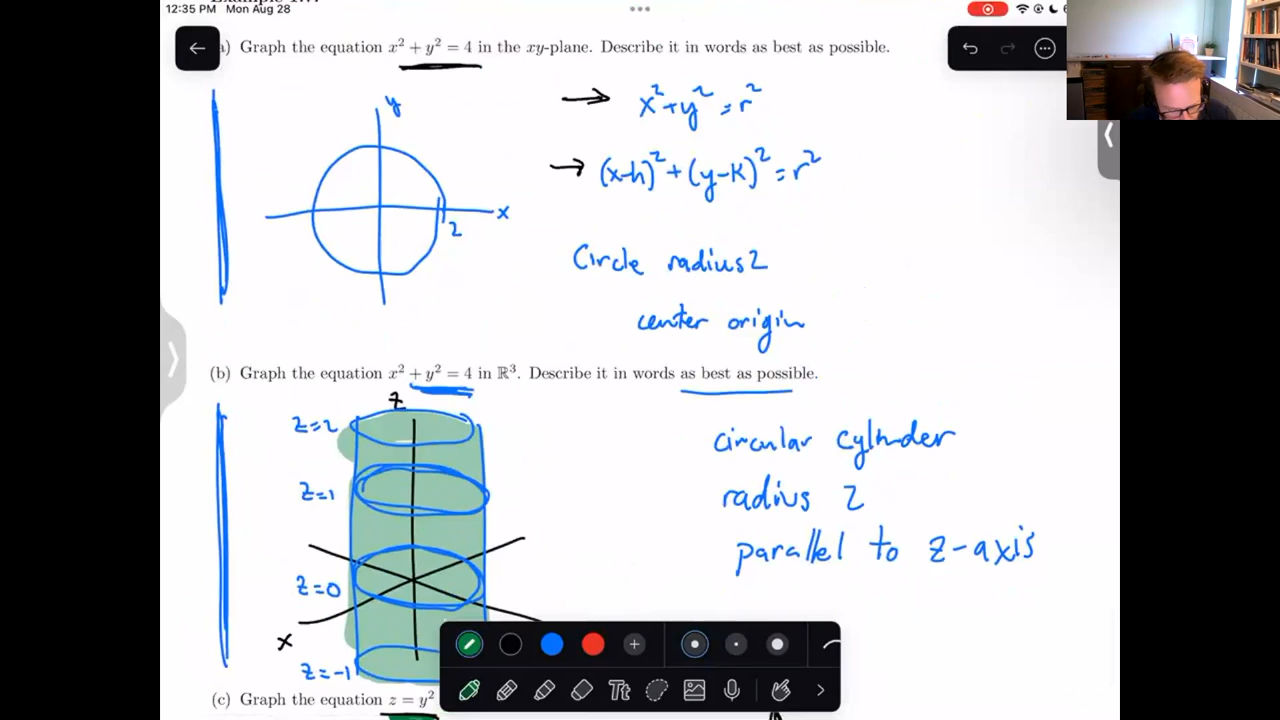 12:35 PM Mon Aug 28
a) Graph the equation x² + y² = 4 in the xy-plane. Describe it in words as best as possible.
y
x
2
→ x²+y² = r²
→ (x-h)² + (y-k)² = r²
Circle radius 2
center origin
(b) Graph the equation x² + y² = 4 in ℝ³. Describe it in words as best as possible.
z
z=2
z=1
z=0
x
z=-1
circular cylinder
radius 2
parallel to z-axis
Tt
(c) Graph the equation z = y²